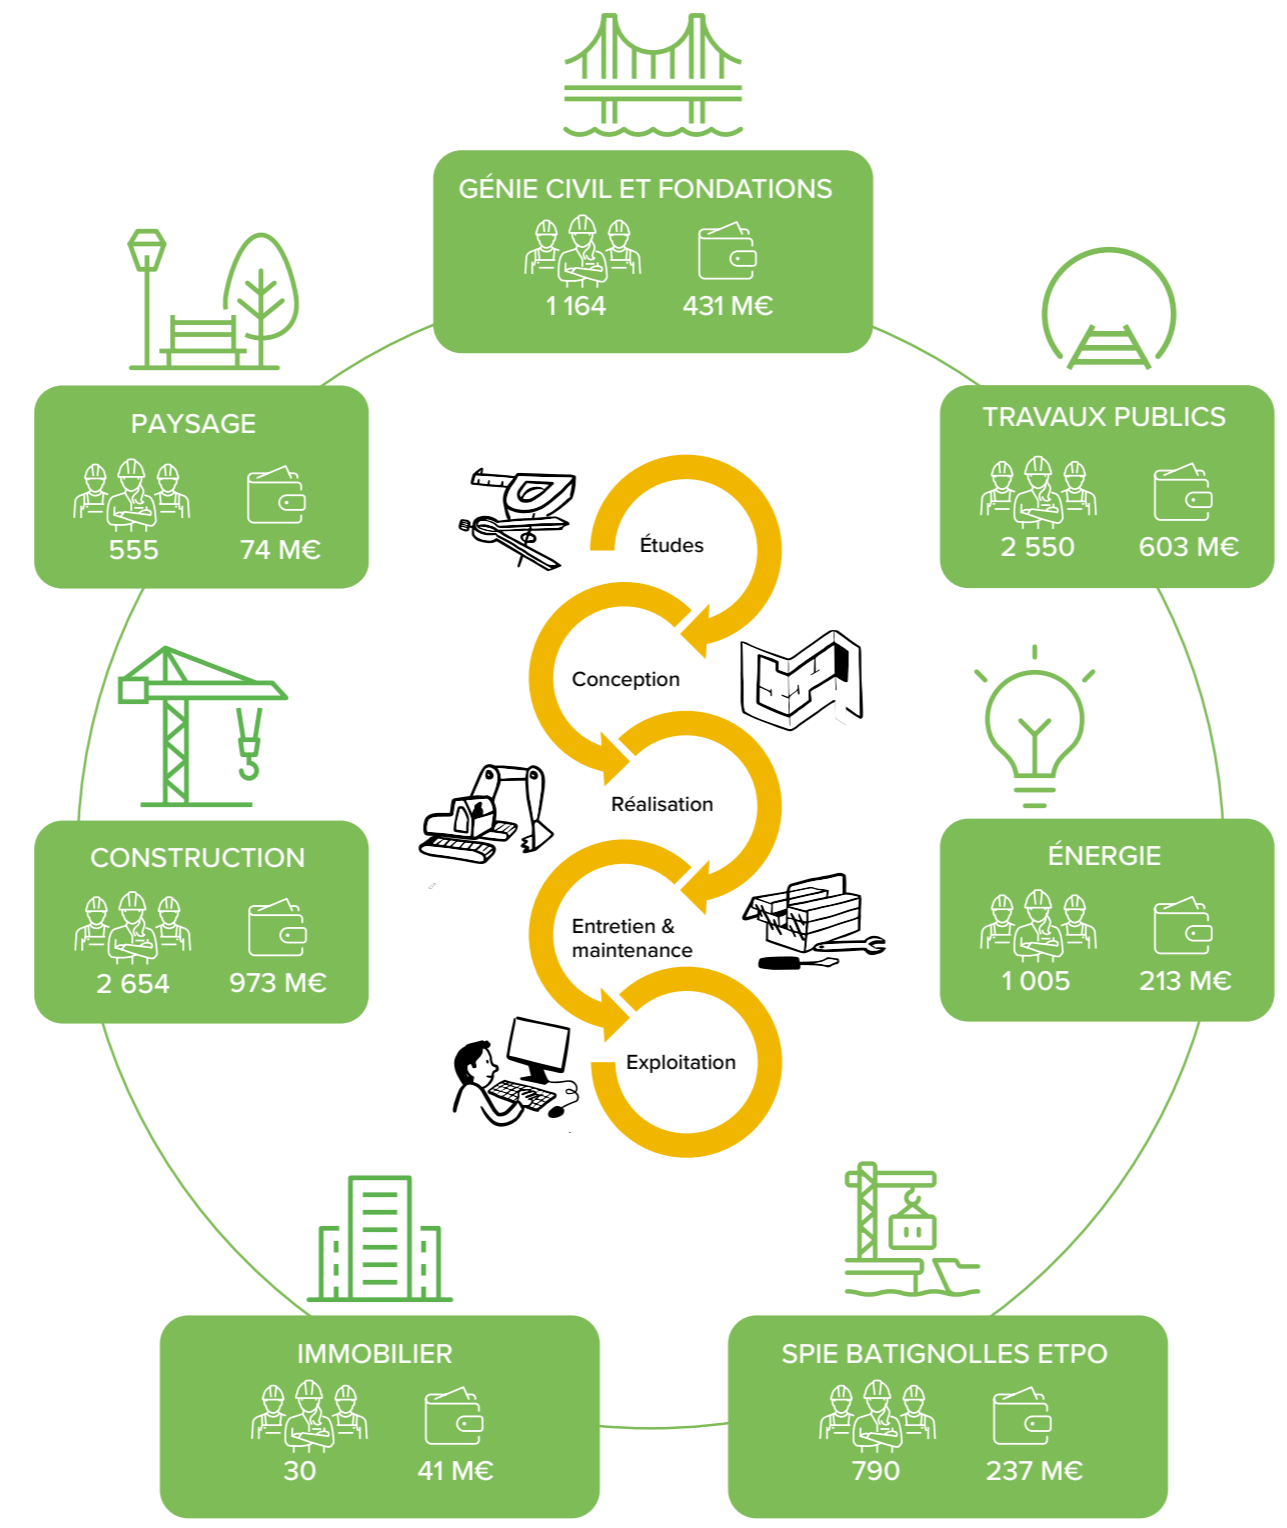 GÉNIE CIVIL ET FONDATIONS
1 164 431 M€
PAYSAGE
555 74 M€
TRAVAUX PUBLICS
2 550 603 M€
Études
Conception
Réalisation
Entretien &
maintenance
Exploitation
CONSTRUCTION
2 654 973 M€
ÉNERGIE
1 005 213 M€
IMMOBILIER
30 41 M€
SPIE BATIGNOLLES ETPO
790 237 M€